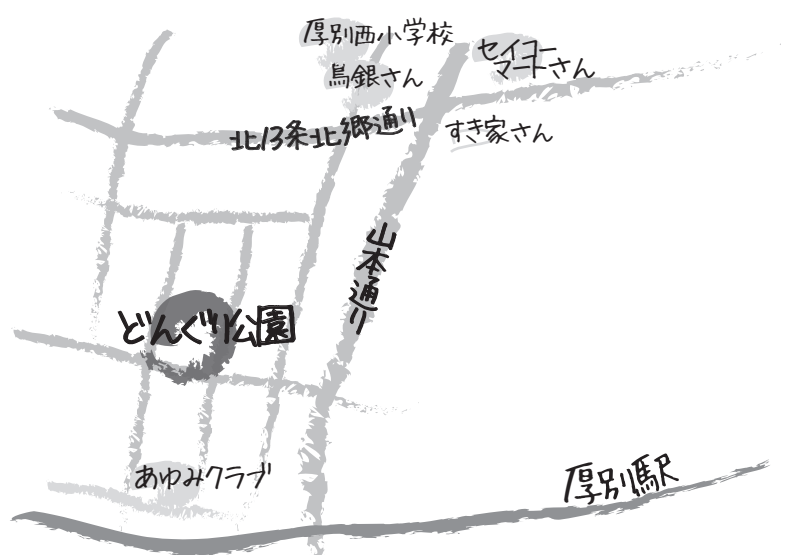 厚別西小学校
鳥銀さん
セイコー
マートさん
北13条北郷通り
すき家さん
山本通り
どんぐり公園
あゆみクラブ
厚別駅